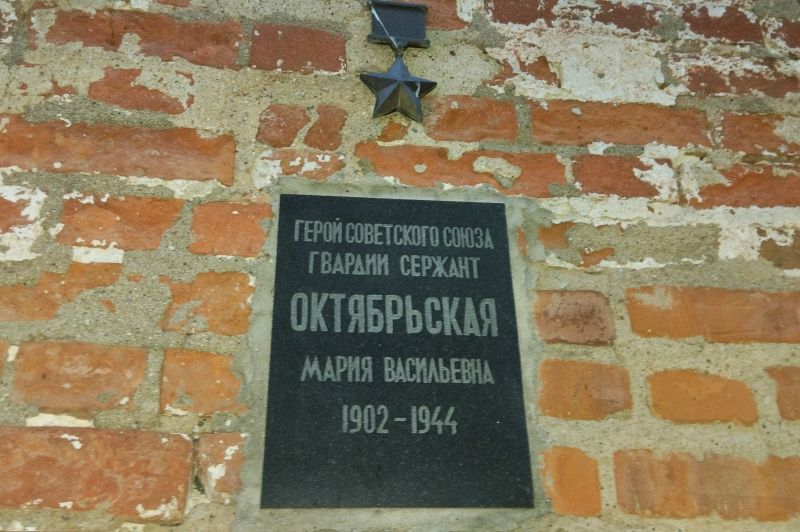 ГЕРОЙ СОВЕТСКОГО СОЮЗА
ГВАРДИИ СЕРЖАНТ
ОКТЯБРЬСКАЯ
МАРИЯ ВАСИЛЬЕВНА
1902-1944